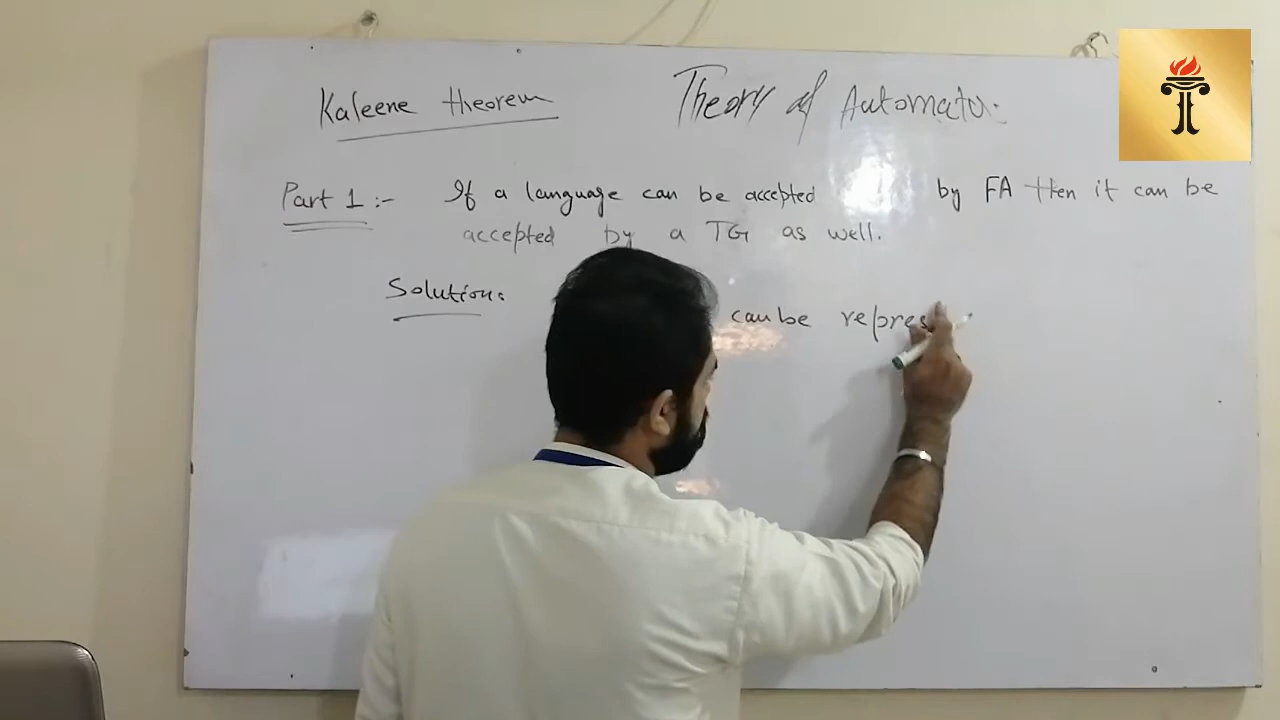 Kaleene theorem Theory of Automata.
Part 1:- If a language can be accepted by FA then it can be
accepted by a TG as well.
Solution:
can be repres